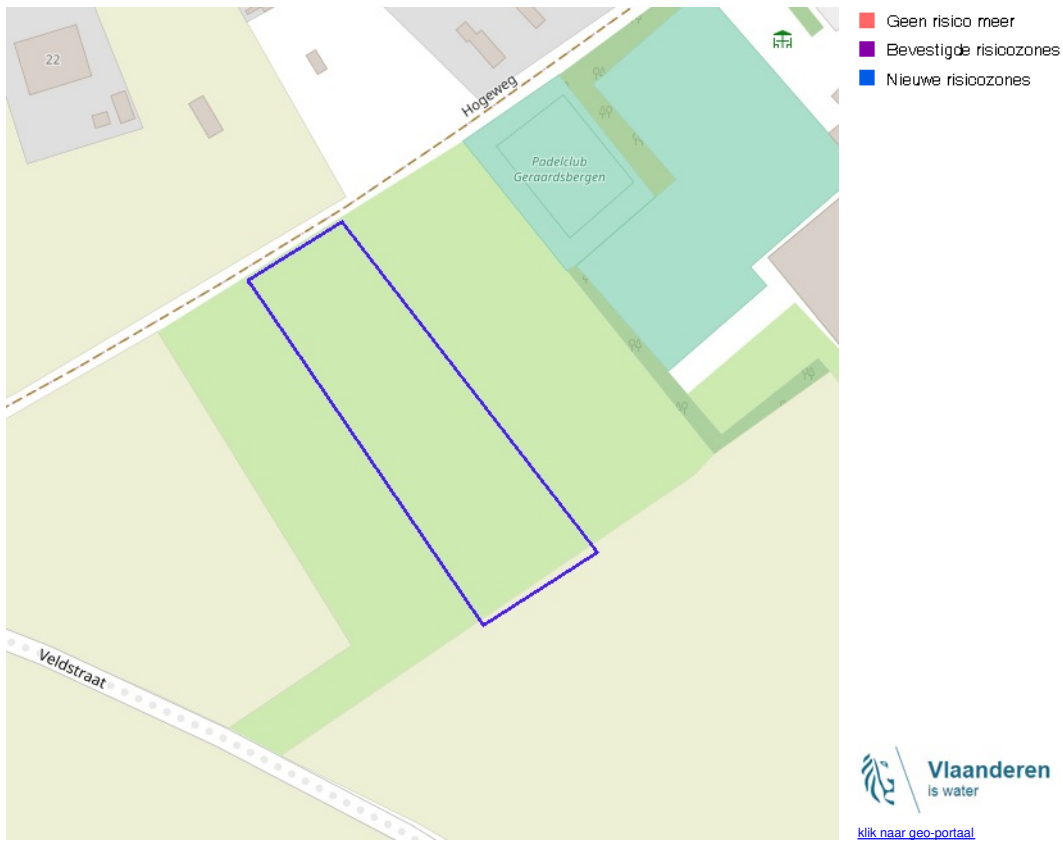 22
Hogeweg
Padelclub
Geraardsbergen
Veldstraat
Geen risico meer
Bevestigde risicozones
Nieuwe risicozones
Vlaanderen
is water
klik naar geo-portaal